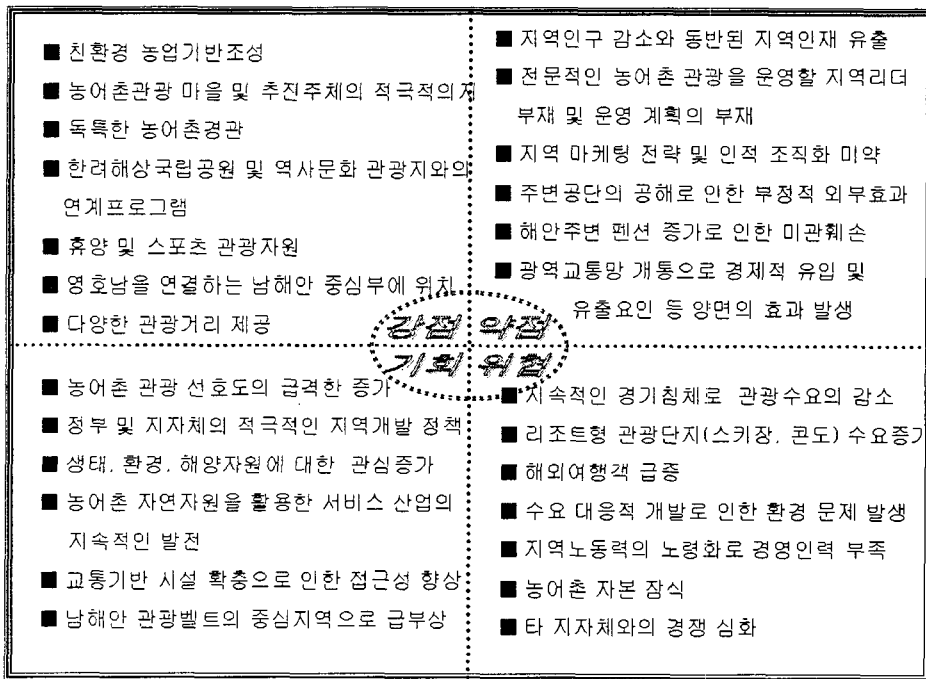 ■ 친환경 농업기반조성
■ 농어촌관광 마을 및 추진주체의 적극적의지
■ 독특한 농어촌경관
■ 한려해상국립공원 및 역사문화 관광지와의
연계프로그램
■ 휴양 및 스포츠 관광자원
■ 영호남을 연결하는 남해안 중심부에 위치
■ 다양한 관광거리 제공
■ 지역인구 감소와 동반된 지역인재 유출
■ 전문적인 농어촌 관광을 운영할 지역리더
부재 및 운영 계획의 부재
■ 지역 마케팅 전략 및 인적 조직화 미약
■ 주변공단의 공해로 인한 부정적 외부효과
■ 해안주변 펜션 증가로 인한 미관훼손
■ 광역교통망 개통으로 경제적 유입 및
유출요인 등 양면의 효과 발생
강점 약점
기회 위협
■ 농어촌 관광 선호도의 급격한 증가
■ 정부 및 지자체의 적극적인 지역개발 정책
■ 생태, 환경, 해양자원에 대한 관심증가
■ 농어촌 자연자원을 활용한 서비스 산업의
지속적인 발전
■ 교통기반 시설 확충으로 인한 접근성 향상
■ 남해안 관광벨트의 중심지역으로 급부상
■ 지속적인 경기침체로 관광수요의 감소
■ 리조트형 관광단지(스키장, 콘도) 수요증가
■ 해외여행객 급증
■ 수요 대응적 개발로 인한 환경 문제 발생
■ 지역노동력의 노령화로 경영인력 부족
■ 농어촌 자본 잠식
■ 타 지자체와의 경쟁 심화